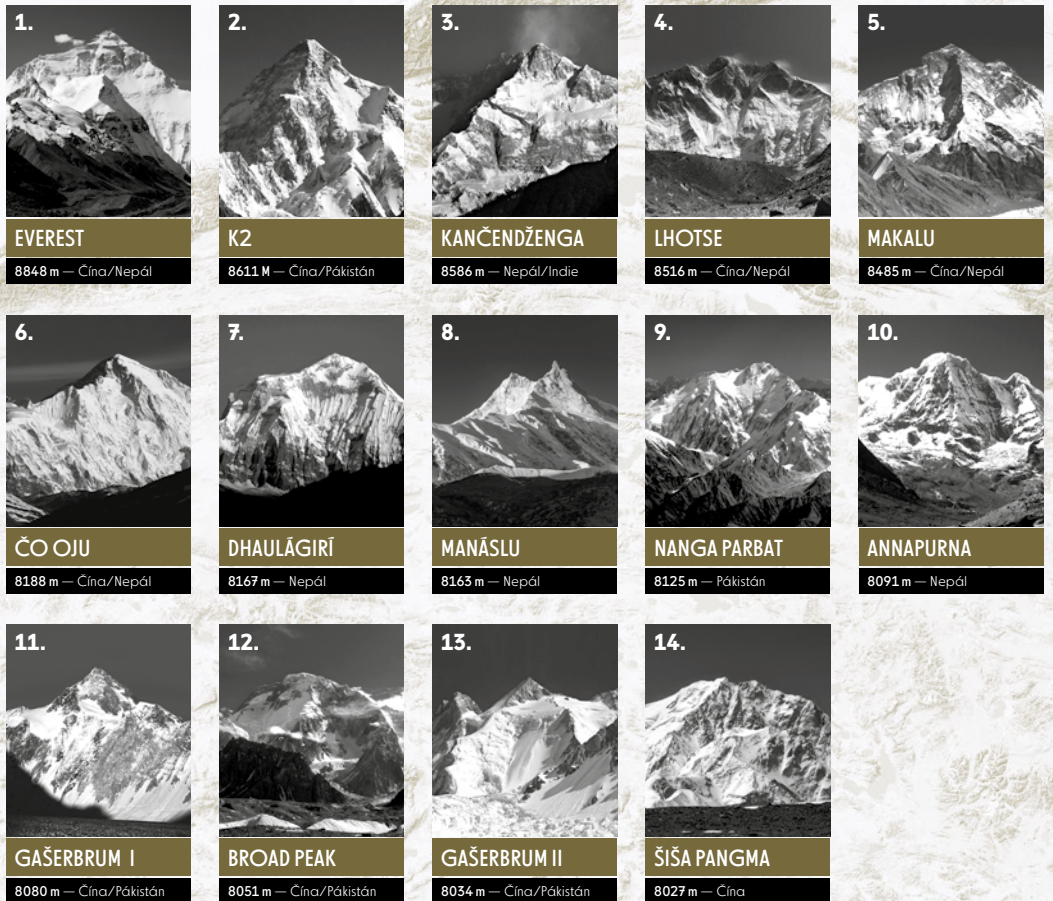 1.
EVEREST
8848 m — Čína/Nepál
2.
K2
8611 M — Čína/Pákistán
3.
KANČENDŽENGA
8586 m — Nepál/Indie
4.
LHOTSE
8516 m — Čína/Nepál
5.
MAKALU
8485 m — Čína/Nepál
6.
ČO OJU
8188 m — Čína/Nepál
7.
DHAULÁGIRÍ
8167 m — Nepál
8.
MANÁSLU
8163 m — Nepál
9.
NANGA PARBAT
8125 m — Pákistán
10.
ANNAPURNA
8091 m — Nepál
11.
GAŠERBRUM I
8080 m — Čína/Pákistán
12.
BROAD PEAK
8051 m — Čína/Pákistán
13.
GAŠERBRUM II
8034 m — Čína/Pákistán
14.
ŠIŠA PANGMA
8027 m — Čína